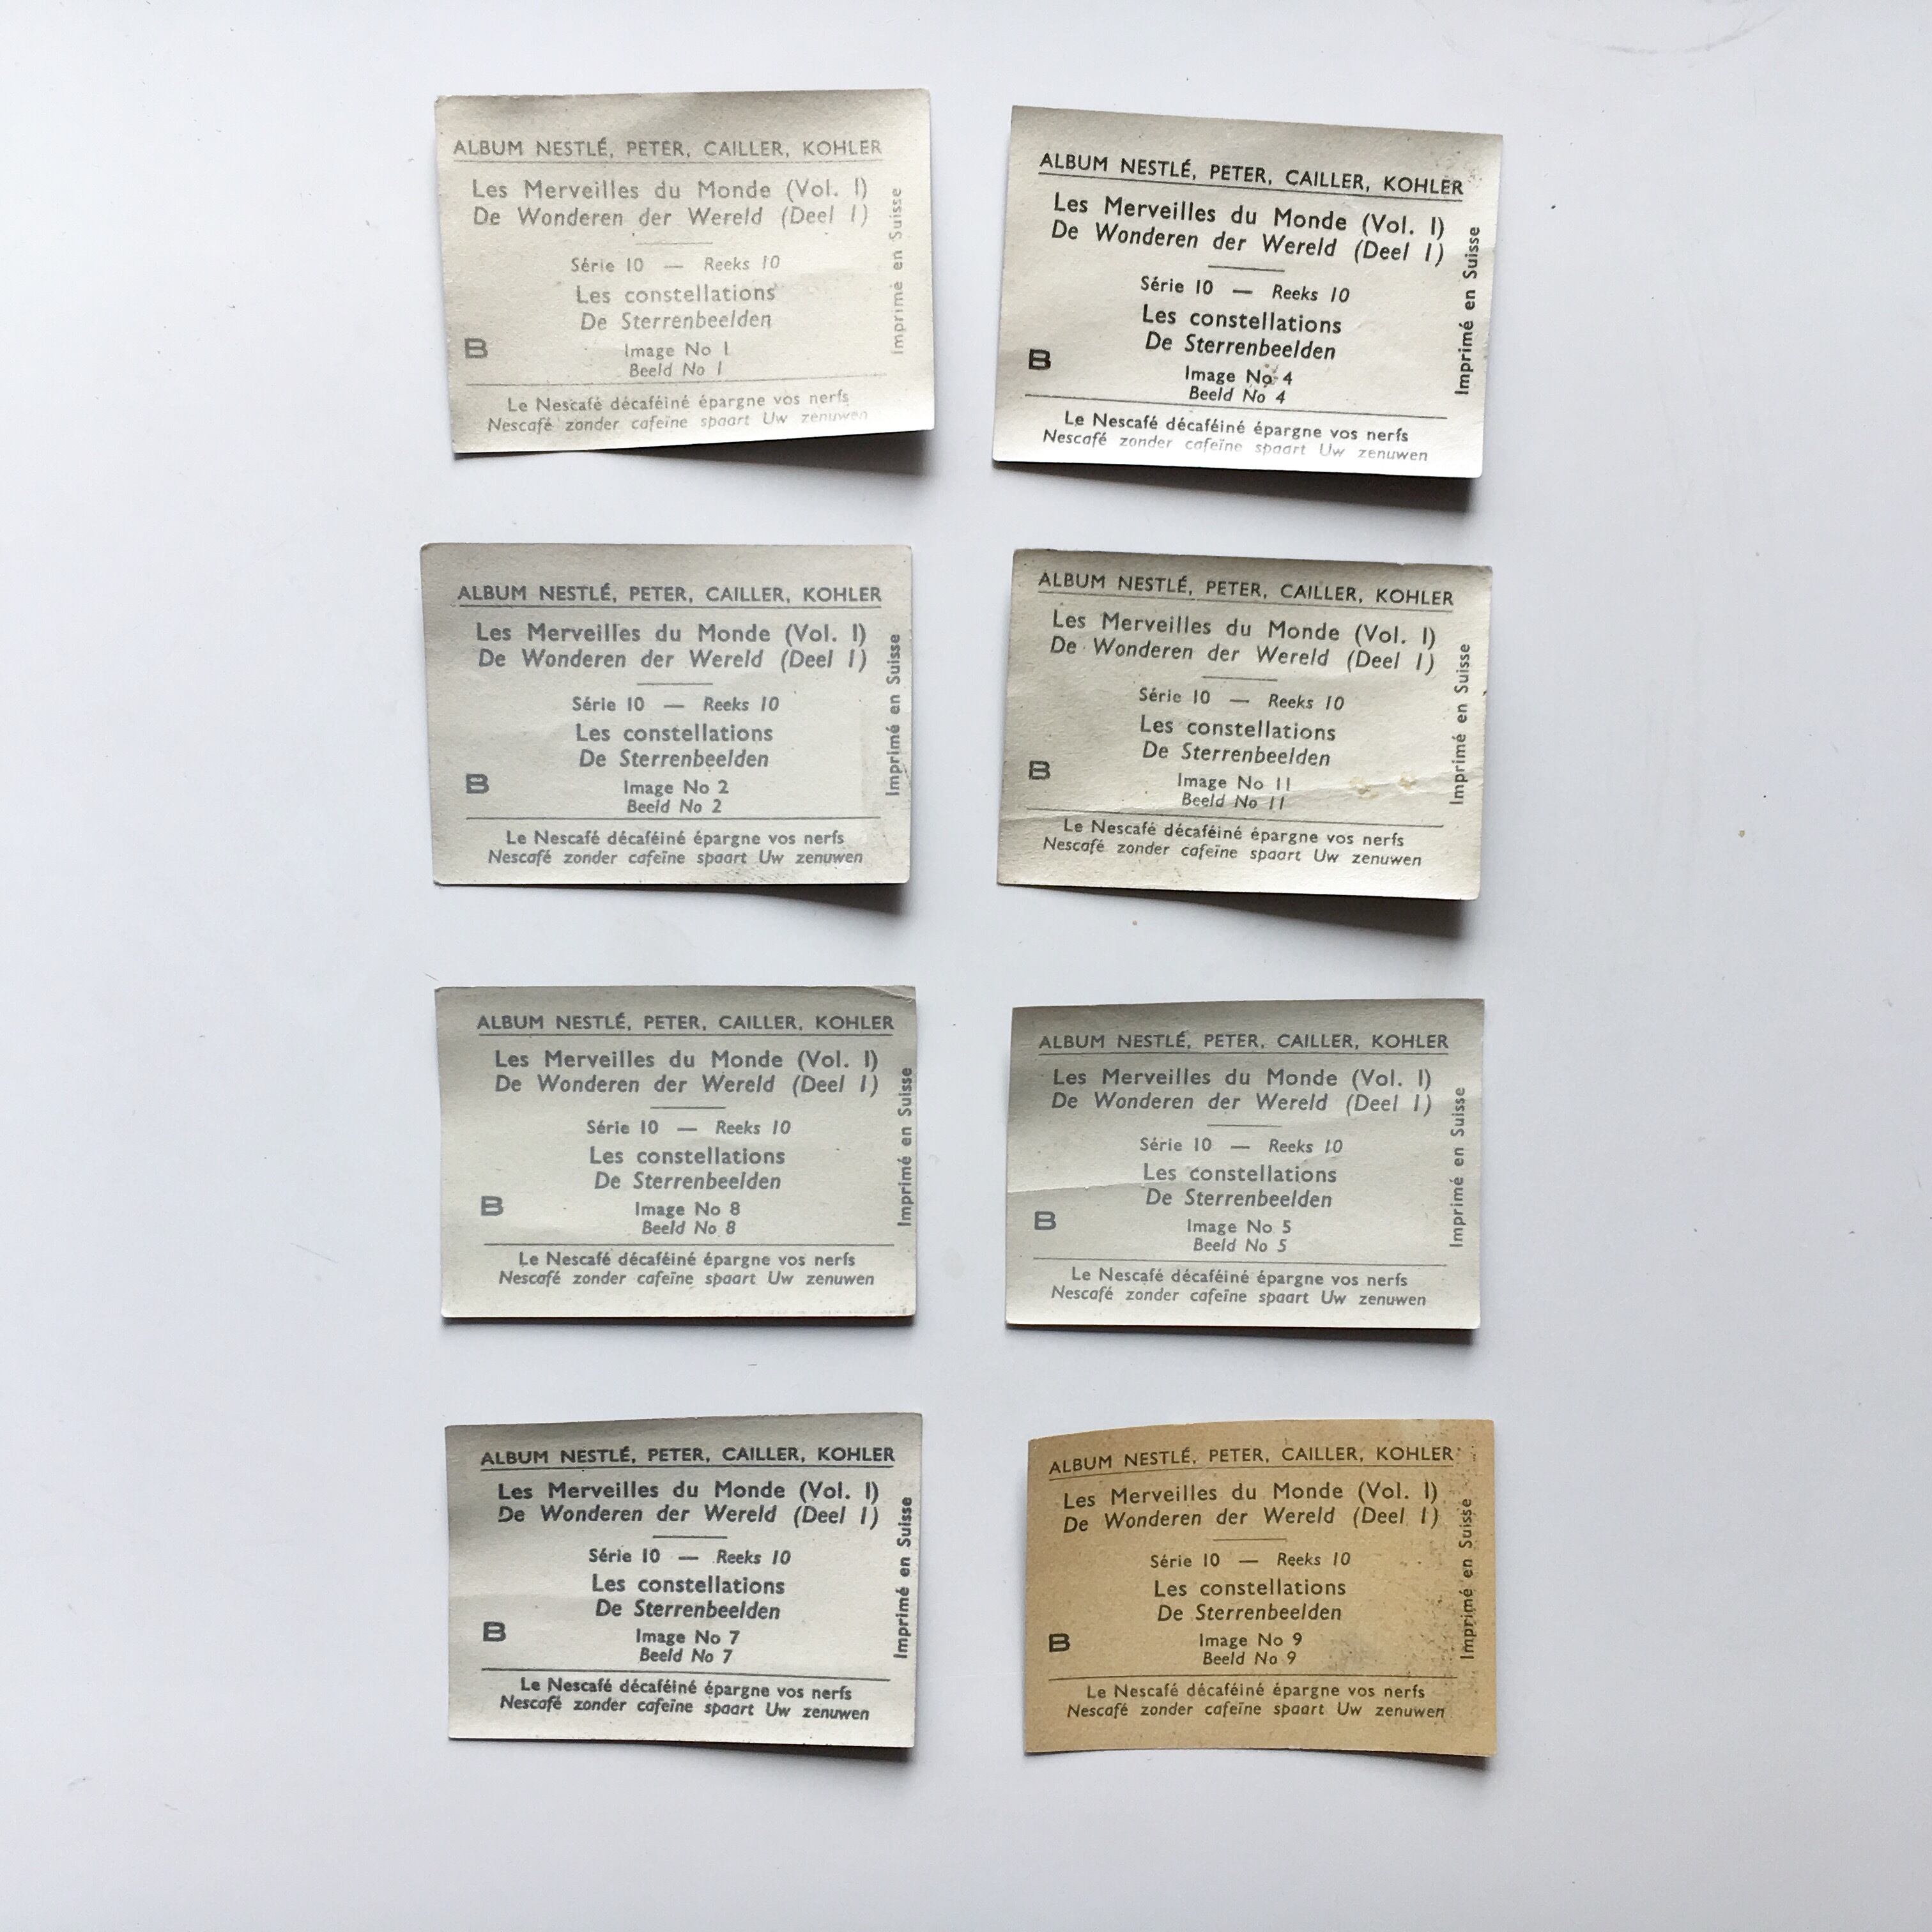 ALBUM NESTLÉ, PETER, CAILLER, KOHLER
Les Merveilles du Monde (Vol. I)
De Wonderen der Wereld (Deel I)
Série 10 — Reeks 10
Les constellations
De Sterrenbeelden
B
Image No 1
Beeld No 1
Le Nescafé décaféiné épargne vos nerfs
Nescafé zonder cafeïne spaart Uw zenuwen
Imprimé en Suisse
ALBUM NESTLÉ, PETER, CAILLER, KOHLER
Les Merveilles du Monde (Vol. I)
De Wonderen der Wereld (Deel I)
Série 10 — Reeks 10
Les constellations
De Sterrenbeelden
B
Image No 4
Beeld No 4
Le Nescafé décaféiné épargne vos nerfs
Nescafé zonder cafeïne spaart Uw zenuwen
Imprimé en Suisse
ALBUM NESTLÉ, PETER, CAILLER, KOHLER
Les Merveilles du Monde (Vol. I)
De Wonderen der Wereld (Deel I)
Série 10 — Reeks 10
Les constellations
De Sterrenbeelden
B
Image No 2
Beeld No 2
Le Nescafé décaféiné épargne vos nerfs
Nescafé zonder cafeïne spaart Uw zenuwen
Imprimé en Suisse
ALBUM NESTLÉ, PETER, CAILLER, KOHLER
Les Merveilles du Monde (Vol. I)
De Wonderen der Wereld (Deel I)
Série 10 — Reeks 10
Les constellations
De Sterrenbeelden
B
Image No 11
Beeld No 11
Le Nescafé décaféiné épargne vos nerfs
Nescafé zonder cafeïne spaart Uw zenuwen
Imprimé en Suisse
ALBUM NESTLÉ, PETER, CAILLER, KOHLER
Les Merveilles du Monde (Vol. I)
De Wonderen der Wereld (Deel I)
Série 10 — Reeks 10
Les constellations
De Sterrenbeelden
B
Image No 8
Beeld No 8
Le Nescafé décaféiné épargne vos nerfs
Nescafé zonder cafeïne spaart Uw zenuwen
Imprimé en Suisse
ALBUM NESTLÉ, PETER, CAILLER, KOHLER
Les Merveilles du Monde (Vol. I)
De Wonderen der Wereld (Deel I)
Série 10 — Reeks 10
Les constellations
De Sterrenbeelden
B
Image No 5
Beeld No 5
Le Nescafé décaféiné épargne vos nerfs
Nescafé zonder cafeïne spaart Uw zenuwen
Imprimé en Suisse
ALBUM NESTLÉ, PETER, CAILLER, KOHLER
Les Merveilles du Monde (Vol. I)
De Wonderen der Wereld (Deel I)
Série 10 — Reeks 10
Les constellations
De Sterrenbeelden
B
Image No 7
Beeld No 7
Le Nescafé décaféiné épargne vos nerfs
Nescafé zonder cafeïne spaart Uw zenuwen
Imprimé en Suisse
ALBUM NESTLÉ, PETER, CAILLER, KOHLER
Les Merveilles du Monde (Vol. I)
De Wonderen der Wereld (Deel I)
Série 10 — Reeks 10
Les constellations
De Sterrenbeelden
B
Image No 9
Beeld No 9
Le Nescafé décaféiné épargne vos nerfs
Nescafé zonder cafeïne spaart Uw zenuwen
Imprimé en Suisse